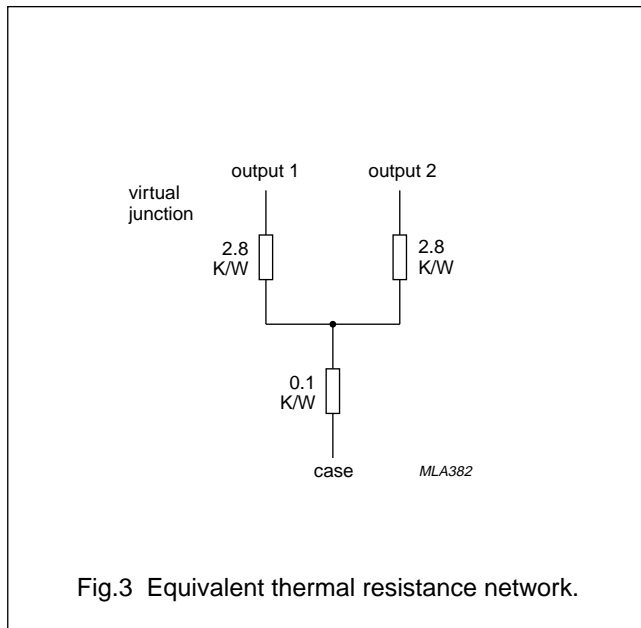 output 1
output 2
virtual
junction
2.8
K/W
2.8
K/W
0.1
K/W
case
MLA382
Fig.3 Equivalent thermal resistance network.